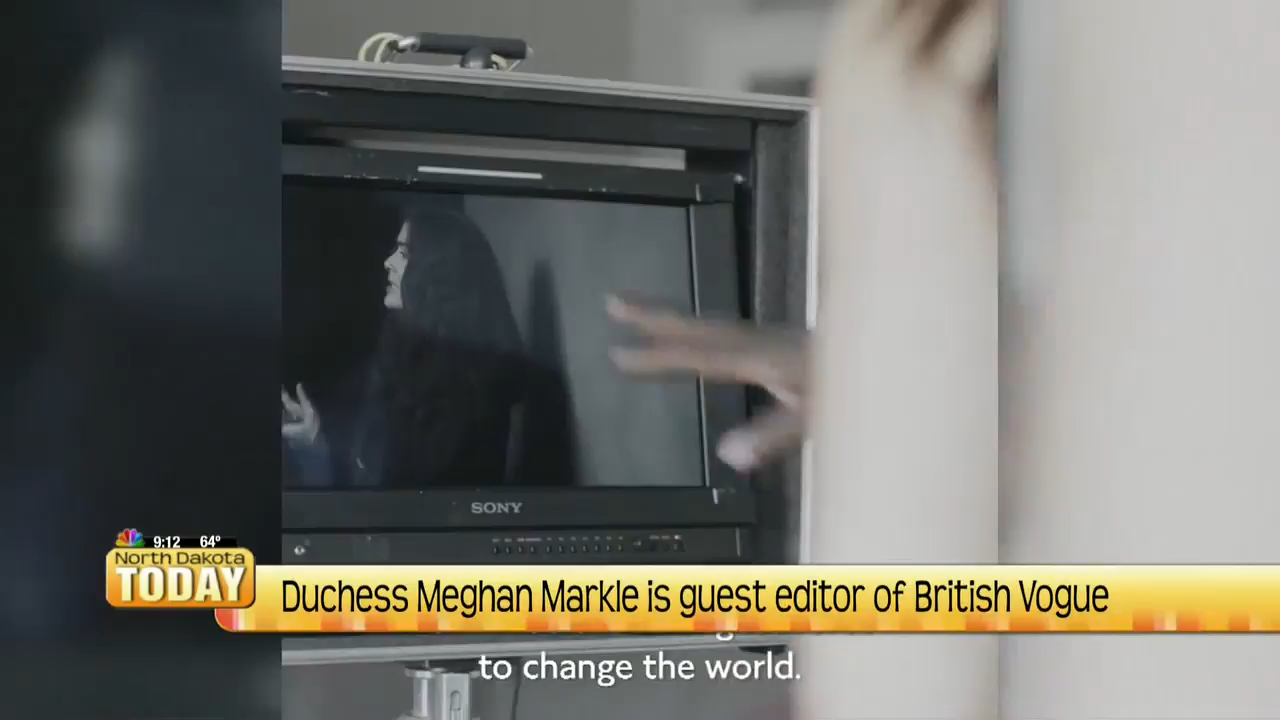 SONY
9:12 64°
North Dakota
TODAY
Duchess Meghan Markle is guest editor of British Vogue
to change the world.